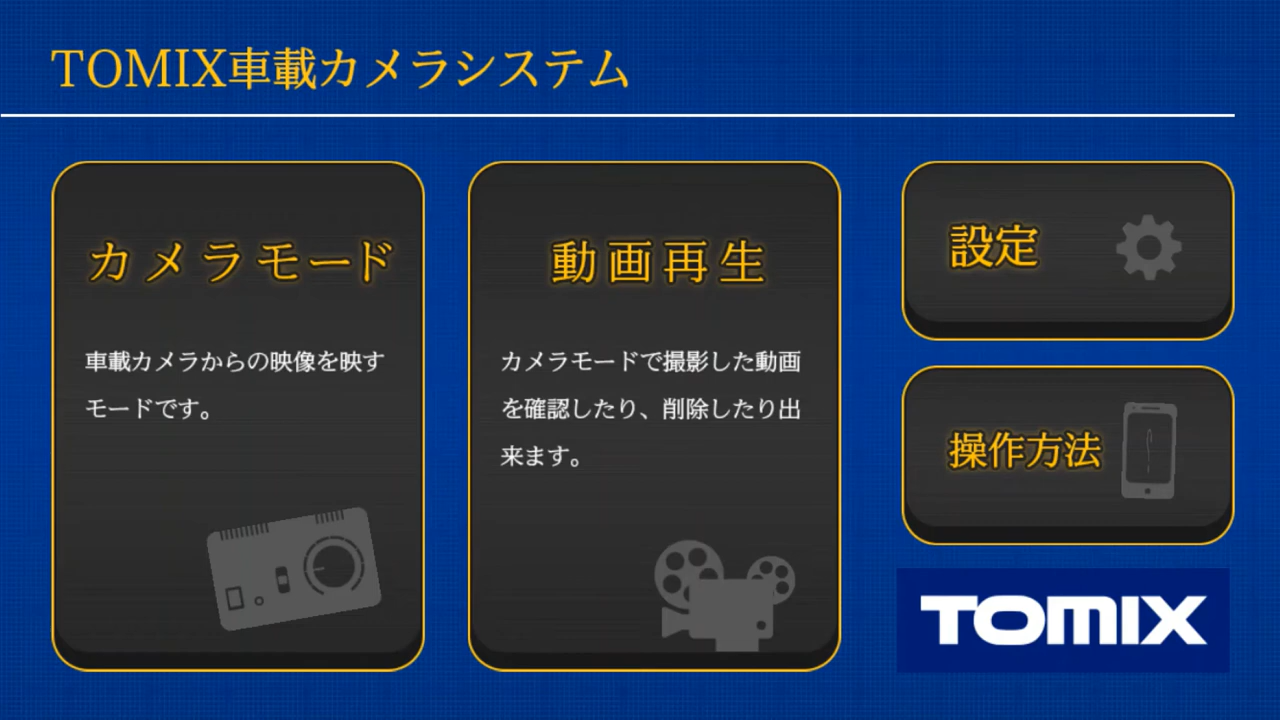 TOMIX車載カメラシステム
カメラモード
車載カメラからの映像を映す
モードです。
動画再生
カメラモードで撮影した動画
を確認したり、削除したり出
来ます。
設定
操作方法
TOMIX